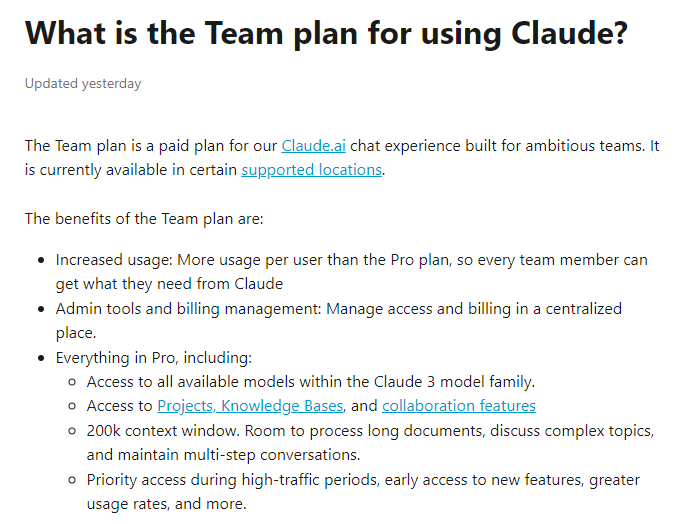 What is the Team plan for using Claude?
Updated yesterday
The Team plan is a paid plan for our Claude.ai chat experience built for ambitious teams. It
is currently available in certain supported locations.
The benefits of the Team plan are:
Increased usage: More usage per user than the Pro plan, so every team member can
get what they need from Claude
Admin tools and billing management: Manage access and billing in a centralized
place.
Everything in Pro, including:
Access to all available models within the Claude 3 model family.
Access to Projects, Knowledge Bases, and collaboration features
200k context window. Room to process long documents, discuss complex topics,
and maintain multi-step conversations.
Priority access during high-traffic periods, early access to new features, greater
usage rates, and more.